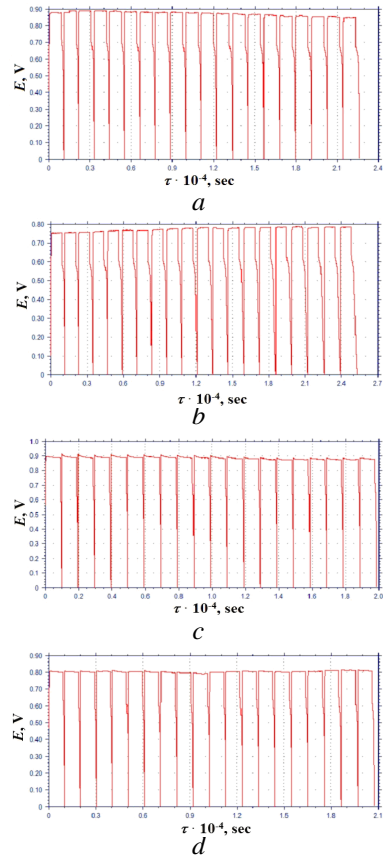 E, V
0.90
0.80
0.70
0.60
0.50
0.40
0.30
0.20
0.10
0
0 0.3 0.6 0.9 1.2 1.5 1.8 2.1 2.4
τ · 10⁻⁴, sec
a
E, V
0.80
0.70
0.60
0.50
0.40
0.30
0.20
0.10
0
0 0.3 0.6 0.9 1.2 1.5 1.8 2.1 2.4 2.7
τ · 10⁻⁴, sec
b
E, V
1.0
0.9
0.8
0.7
0.6
0.5
0.4
0.3
0.2
0.1
0
0 0.2 0.4 0.6 0.8 1.0 1.2 1.4 1.6 1.8 2.0
τ · 10⁻⁴, sec
c
E, V
0.90
0.80
0.70
0.60
0.50
0.40
0.30
0.20
0.10
0
0 0.3 0.6 0.9 1.2 1.5 1.8 2.1
τ · 10⁻⁴, sec
d